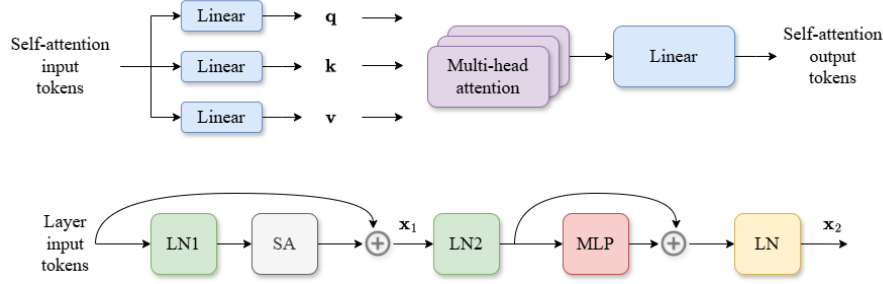 Self-attention
input
tokens
Linear
q
Linear
k
Linear
v
Multi-head
attention
Linear
Self-attention
output
tokens
Layer
input
tokens
LN1
SA
x1
LN2
MLP
LN
x2